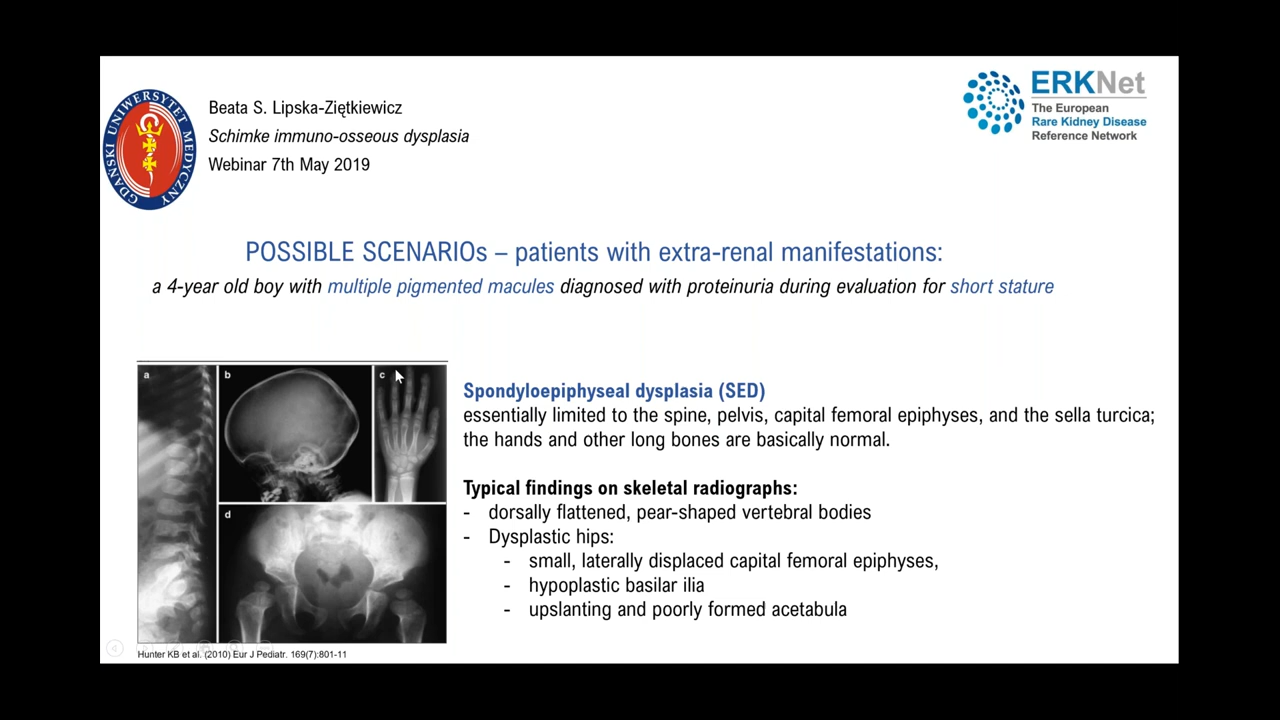 GDAŃSKI UNIWERSYTET MEDYCZNY
Beata S. Lipska-Ziętkiewicz
Schimke immuno-osseous dysplasia
Webinar 7th May 2019
ERKNet
The European
Rare Kidney Disease
Reference Network
POSSIBLE SCENARIOs – patients with extra-renal manifestations:
a 4-year old boy with multiple pigmented macules diagnosed with proteinuria during evaluation for short stature
a
b
c
d
Spondyloepiphyseal dysplasia (SED)
essentially limited to the spine, pelvis, capital femoral epiphyses, and the sella turcica;
the hands and other long bones are basically normal.
Typical findings on skeletal radiographs:
- dorsally flattened, pear-shaped vertebral bodies
- Dysplastic hips:
- small, laterally displaced capital femoral epiphyses,
- hypoplastic basilar ilia
- upslanting and poorly formed acetabula
Hunter KB et al. (2010) Eur J Pediatr. 169(7):801-11